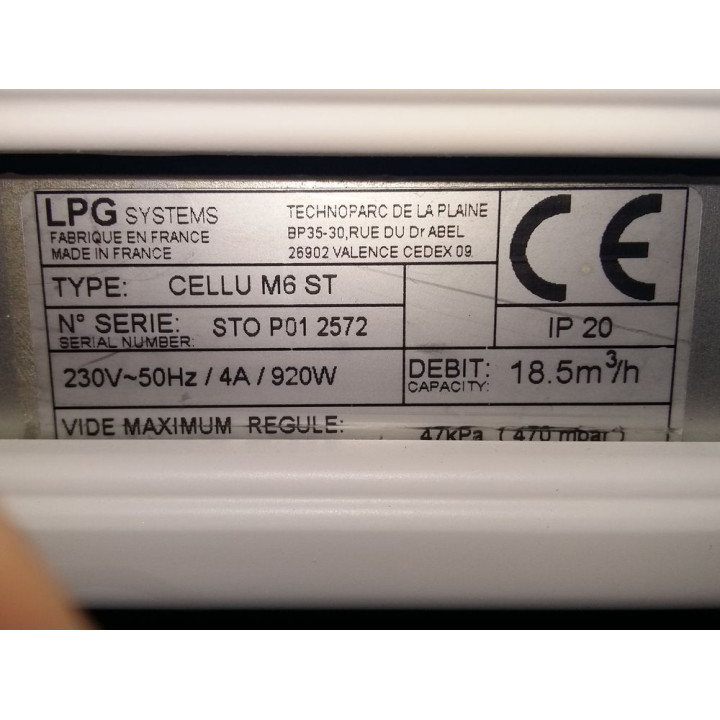 LPG SYSTEMS
FABRIQUE EN FRANCE
MADE IN FRANCE
TECHNOPARC DE LA PLAINE
BP35-30,RUE DU Dr ABEL
26902 VALENCE CEDEX 09
CE
TYPE: CELLU M6 ST
N° SERIE: STO P01 2572
SERIAL NUMBER:
IP 20
230V~50Hz / 4A / 920W
DEBIT: 18.5m³/h
CAPACITY:
VIDE MAXIMUM REGULE: 47kPa ( 470 mbar )